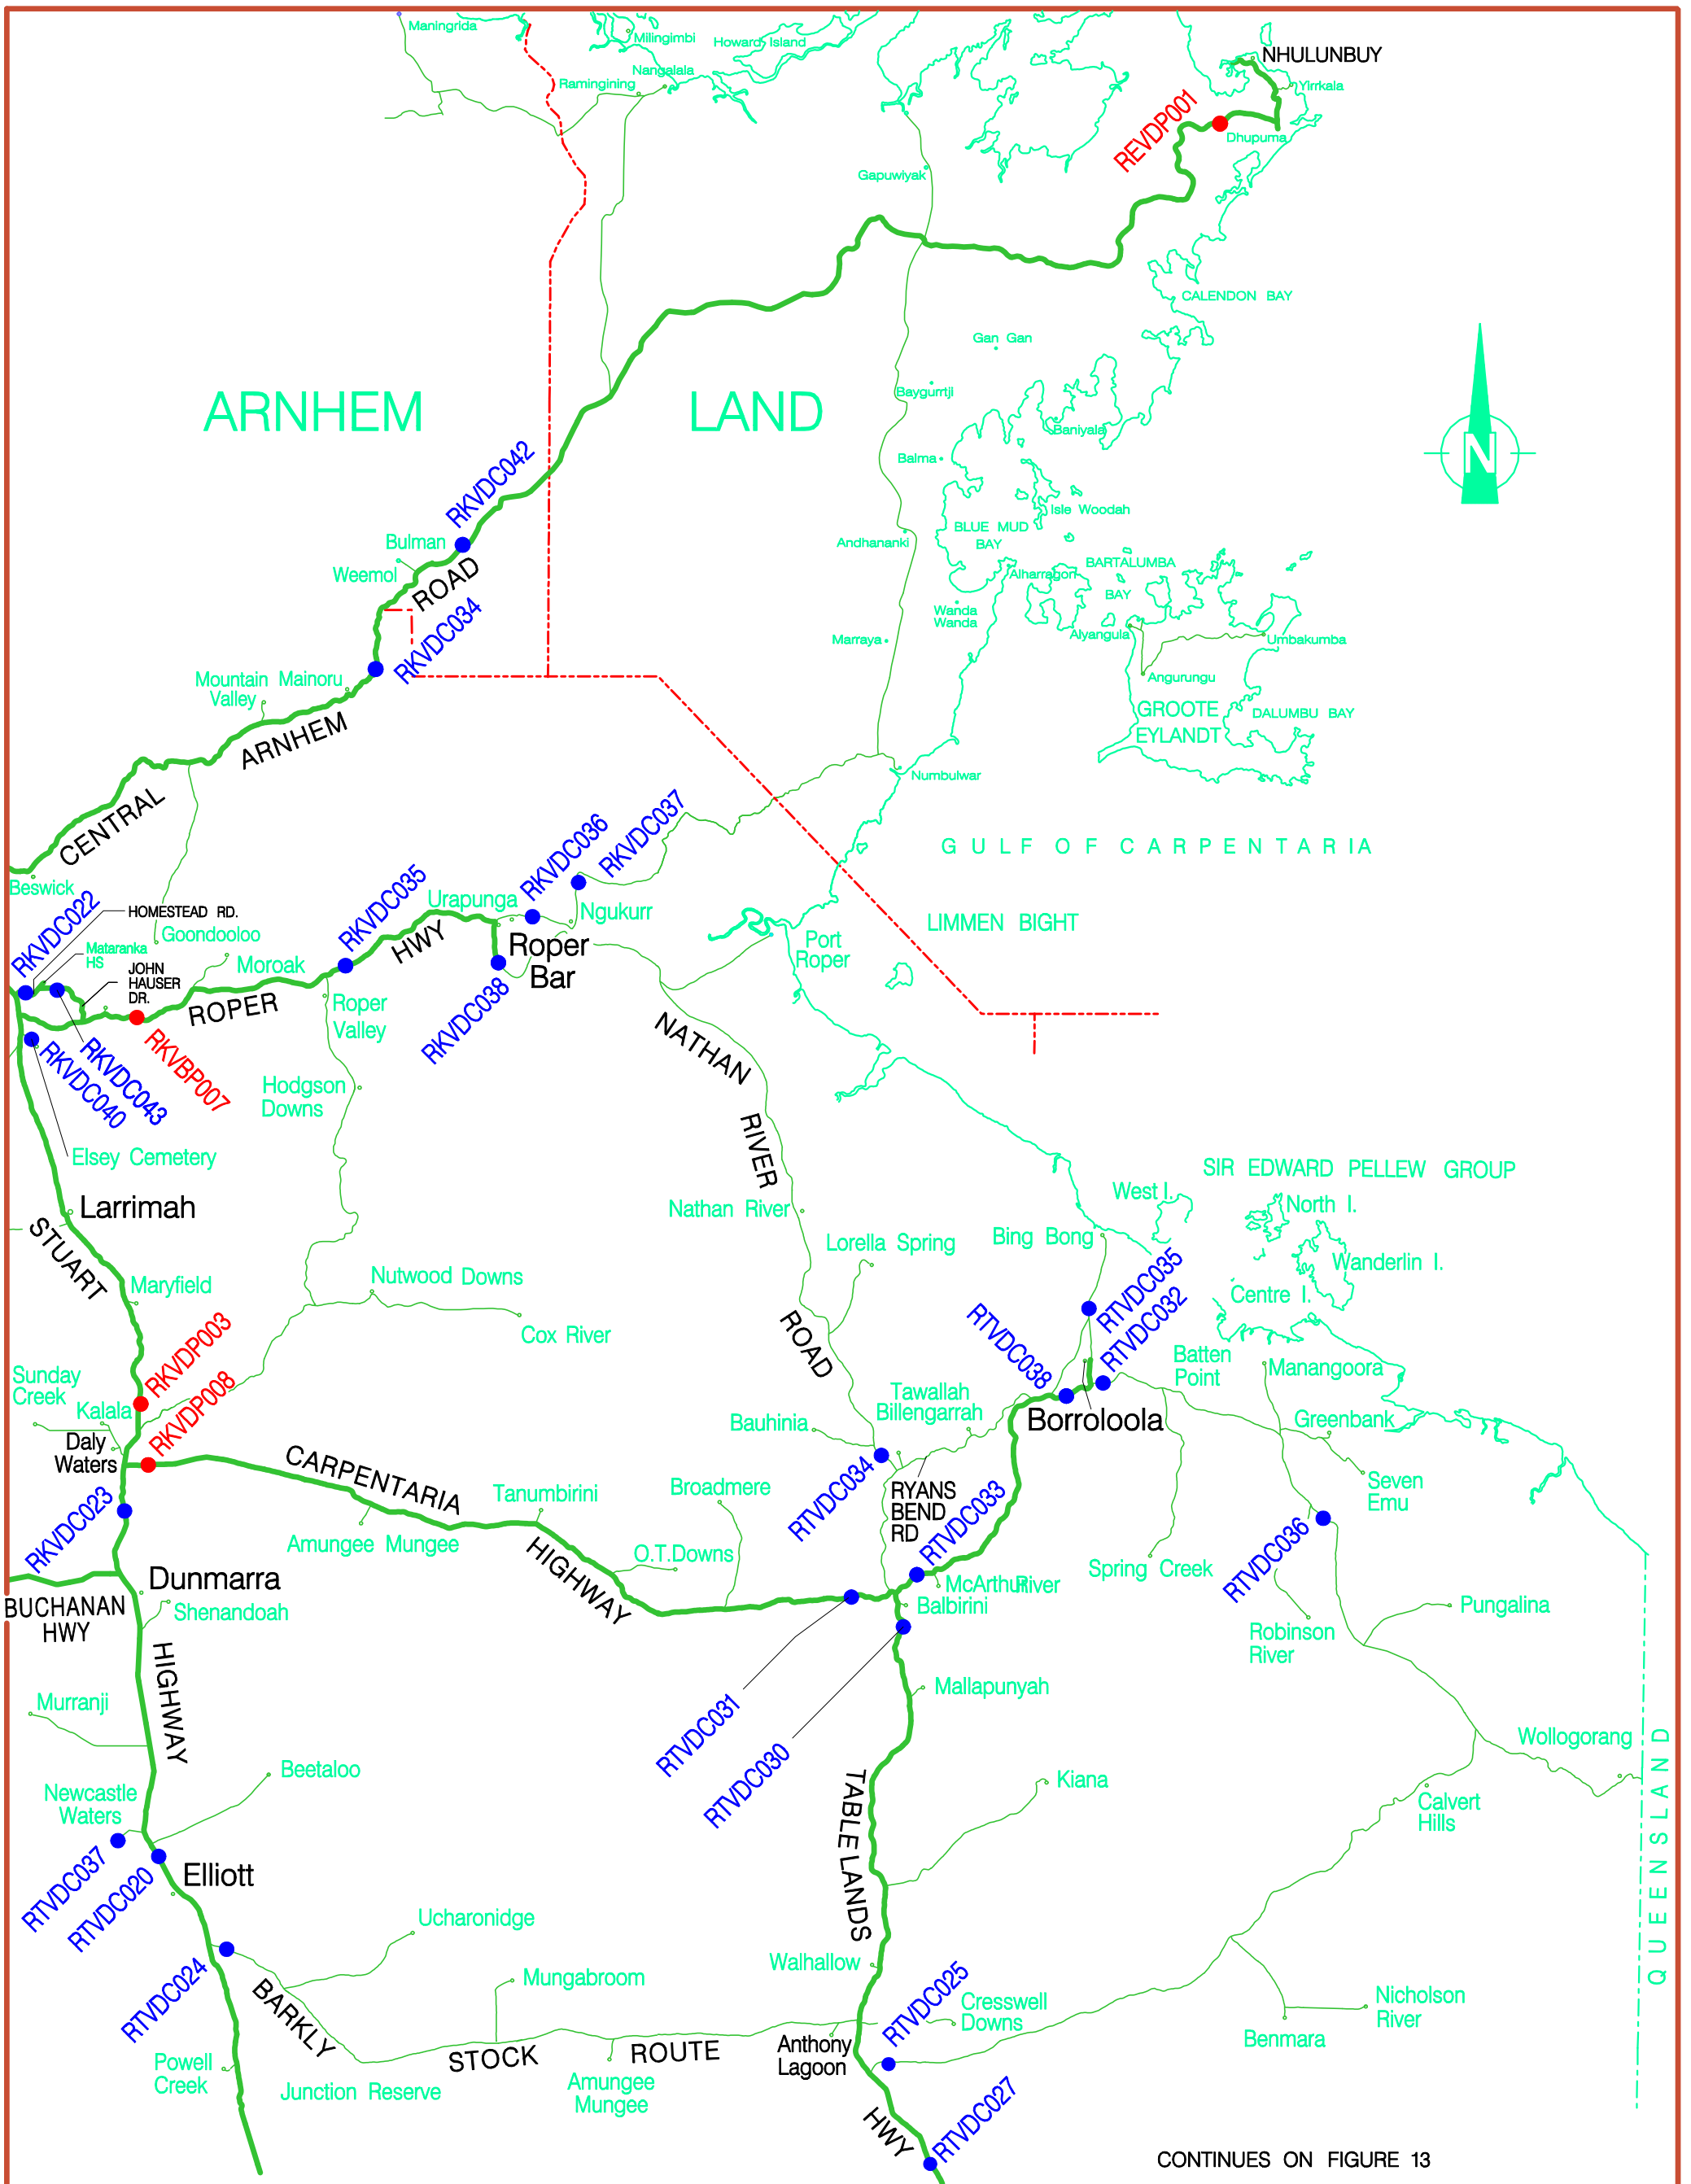 Maningrida
Milingimbi
Howard Island
Nangalala
Ramingining
NHULUNBUY
Yirrkala
REVDP001
Dhupuma
Gapuwiyak
CALENDON BAY
Gan Gan
ARNHEM LAND
Baygurrtji
Baniyala
Balma
RKVDC042
Isle Woodah
BLUE MUD
BAY
Bulman
Andhananki
Weemol
ROAD
BARTALUMBA
BAY
Alharragon
Wanda
Wanda
RKVDC034
Marraya
Alyangula
Umbakumba
Mountain
Valley
Mainoru
Angurungu
GROOTE
EYLANDT
DALUMBU BAY
ARNHEM
Numbulwar
CENTRAL
RKVDC036
RKVDC037
GULF OF CARPENTARIA
Beswick
RKVDC022
HOMESTEAD RD.
Goondooloo
RKVDC035
Urapunga
Ngukurr
LIMMEN BIGHT
Mataranka
HS
JOHN
HAUSER
DR.
Moroak
HWY
Roper
Bar
Port
Roper
ROPER
Roper
Valley
RKVDC038
NATHAN
RKVDC040
RKVDC043
RKVBP007
Hodgson
Downs
RIVER
Elsey Cemetery
SIR EDWARD PELLEW GROUP
Larrimah
West I.
North I.
Nathan River
STUART
Lorella Spring
Bing Bong
Wanderlin I.
Maryfield
Nutwood Downs
Centre I.
RTVDC035
RTVDC032
Cox River
ROAD
RKVDP003
RTVDC038
Batten
Point
Manangoora
Sunday
Creek
Kalala
RKVDP008
Tawallah
Billengarrah
Bauhinia
Borroloola
Greenbank
Daly
Waters
CARPENTARIA
Seven
Emu
Tanumbirini
Broadmere
RTVDC034
RYANS
BEND
RD
RTVDC033
RKVDC023
Amungee Mungee
O.T.Downs
HIGHWAY
Spring Creek
RTVDC036
Dunmarra
McArthur River
Balbirini
BUCHANAN
HWY
Shenandoah
Pungalina
Robinson
River
HIGHWAY
Mallapunyah
Murranji
RTVDC031
RTVDC030
Wollogorang
Beetaloo
Kiana
TABLELANDS
Newcastle
Waters
Calvert
Hills
QUEENSLAND
RTVDC037
RTVDC020
Elliott
Ucharonidge
Walhallow
Mungabroom
RTVDC024
BARKLY
RTVDC025
Cresswell
Downs
Nicholson
River
Benmara
STOCK
ROUTE
Anthony
Lagoon
Powell
Creek
Junction Reserve
Amungee
Mungee
HWY
RTVDC027
CONTINUES ON FIGURE 13
N